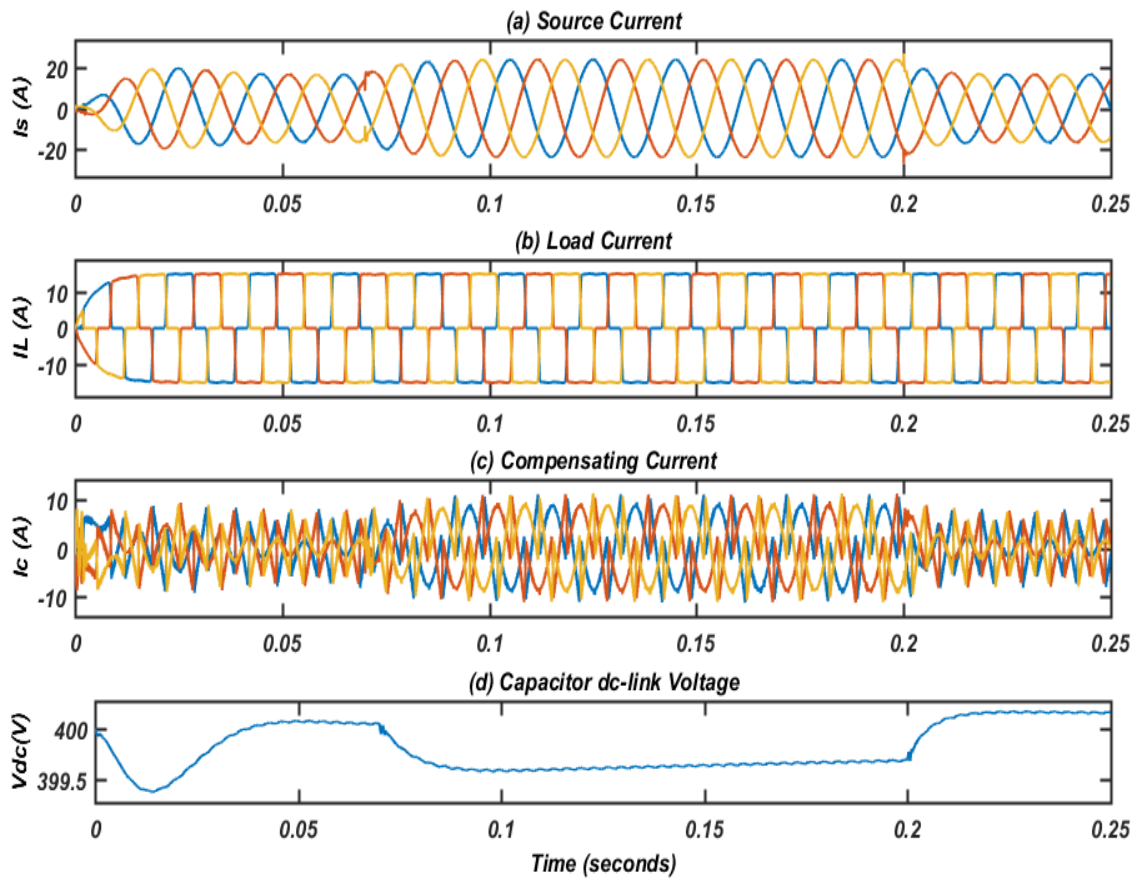 (a) Source Current
Is (A)
20
0
-20
0 0.05 0.1 0.15 0.2 0.25
(b) Load Current
IL (A)
10
0
-10
0 0.05 0.1 0.15 0.2 0.25
(c) Compensating Current
Ic (A)
10
0
-10
0 0.05 0.1 0.15 0.2 0.25
(d) Capacitor dc-link Voltage
Vdc(V)
400
399.5
0 0.05 0.1 0.15 0.2 0.25
Time (seconds)